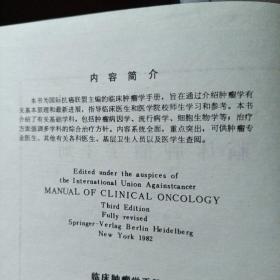 内 容 简 介
本书为国际抗癌联盟主编的临床肿瘤学手册，旨在通过介绍肿瘤学有
关基本原理和最新进展，指导临床医生和医学院校师生学习和参考。本书
介绍了有关基础学科，包括肿瘤病因学、流行病学、细胞生物学等；治疗
方面强调多学科的综合治疗方针。内容系统全面，重点突出，可供肿瘤专
业医生、其他有关各科医生、基层卫生人员以及医学生查阅。
Edited under the auspices of
the International Union Againstcancer
MANUAL OF CLINICAL ONCOLOGY
Third Edition
Fully revised
Springer-Verlag Berlin Heidelberg
New York 1982
临床肿瘤学手